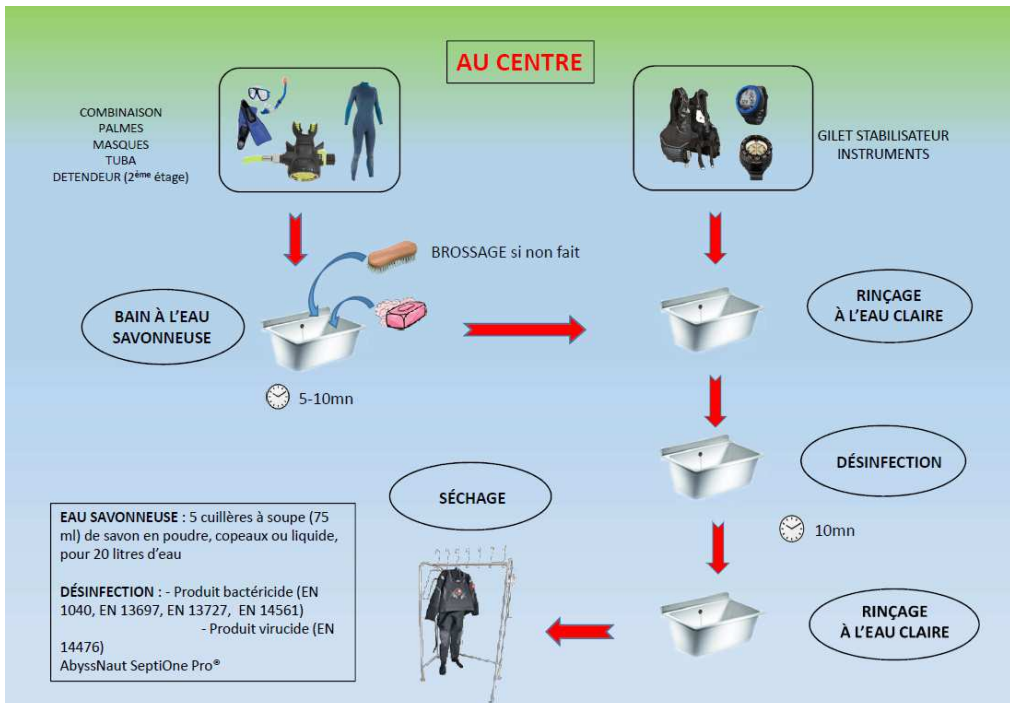 AU CENTRE
COMBINAISON
PALMES
MASQUES
TUBA
DETENDEUR (2ème étage)
GILET STABILISATEUR
INSTRUMENTS
BROSSAGE si non fait
BAIN À L'EAU
SAVONNEUSE
5-10mn
RINÇAGE
À L'EAU CLAIRE
DÉSINFECTION
10mn
RINÇAGE
À L'EAU CLAIRE
SÉCHAGE
EAU SAVONNEUSE : 5 cuillères à soupe (75
ml) de savon en poudre, copeaux ou liquide,
pour 20 litres d'eau
DÉSINFECTION : - Produit bactéricide (EN
1040, EN 13697, EN 13727, EN 14561)
- Produit virucide (EN
14476)
AbyssNaut SeptiOne Pro®